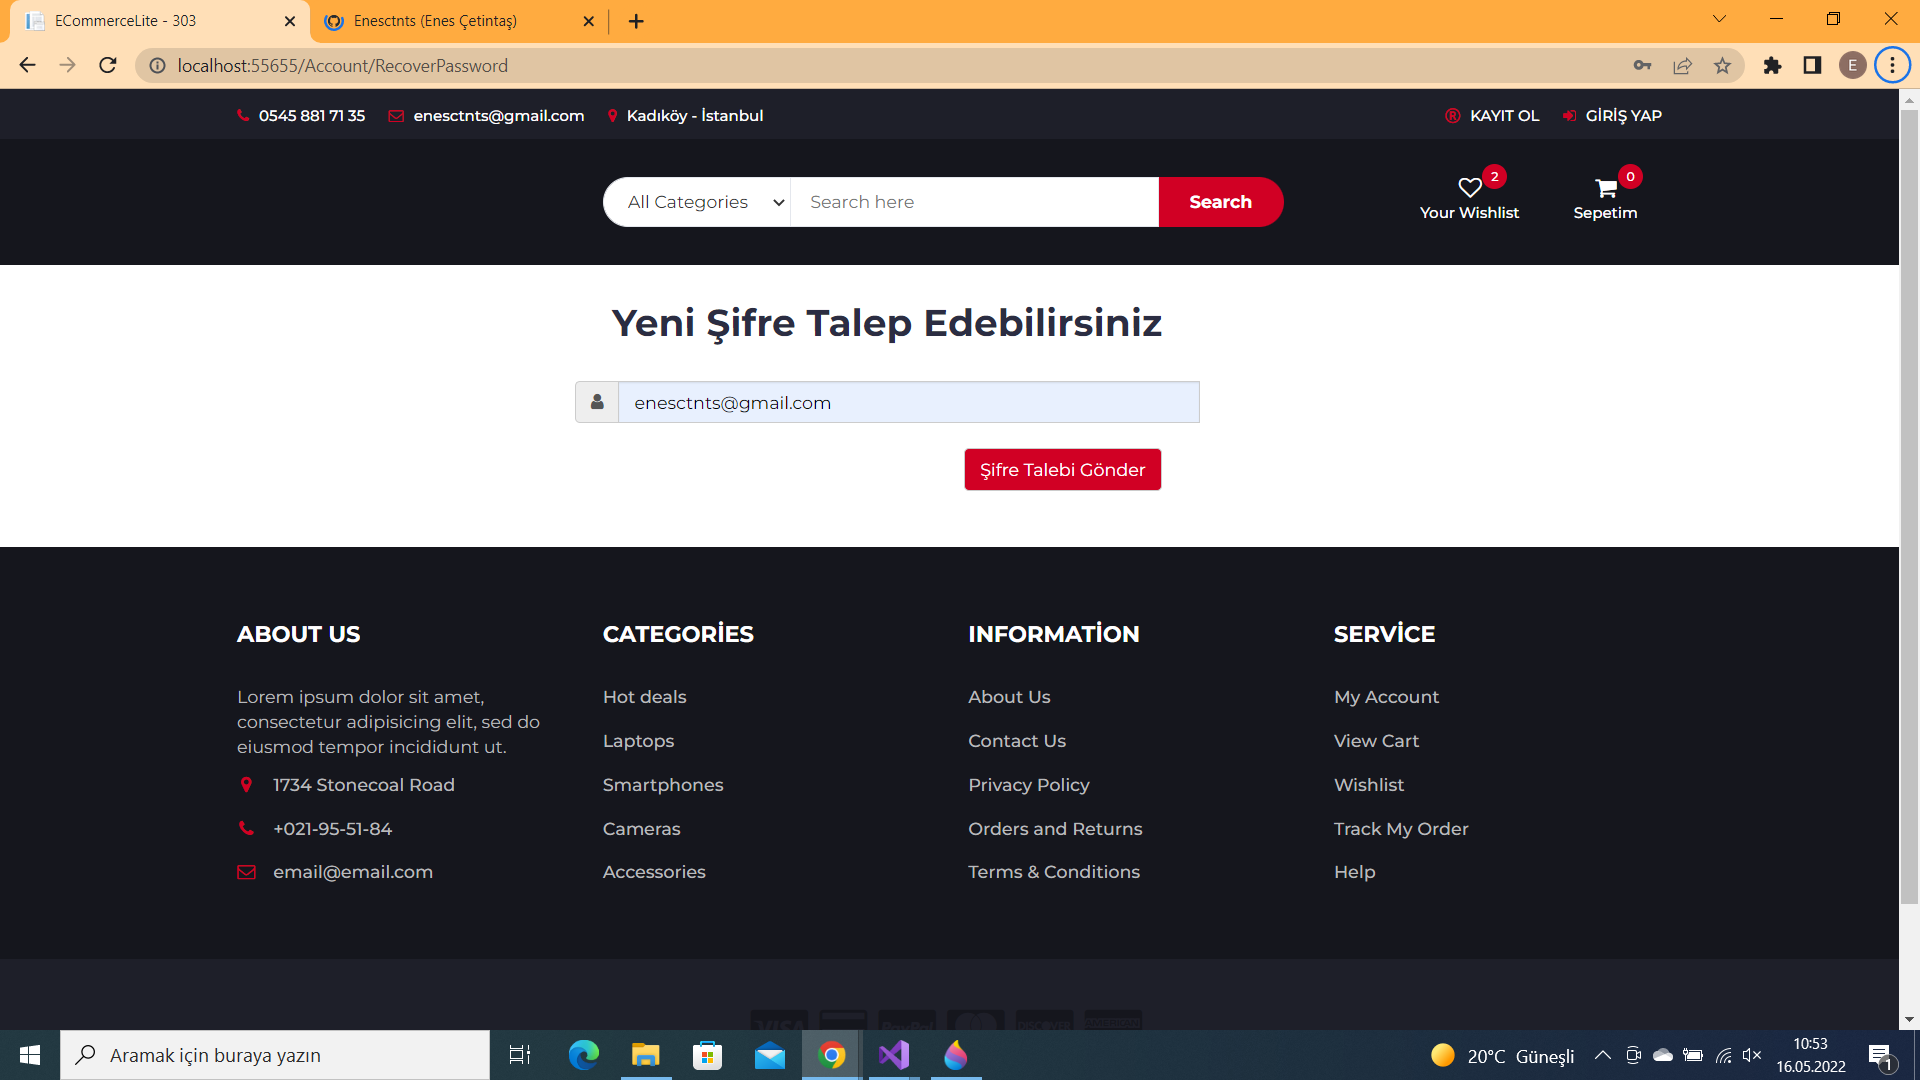 ECommerceLite - 303
Enesctnts (Enes Çetintaş)
localhost:55655/Account/RecoverPassword
E
0545 881 71 35
enesctnts@gmail.com
Kadıköy - İstanbul
KAYIT OL
GİRİŞ YAP
All Categories
Search here
Search
2
Your Wishlist
0
Sepetim
Yeni Şifre Talep Edebilirsiniz
enesctnts@gmail.com
Şifre Talebi Gönder
ABOUT US
Lorem ipsum dolor sit amet,
consectetur adipisicing elit, sed do
eiusmod tempor incididunt ut.
1734 Stonecoal Road
+021-95-51-84
email@email.com
CATEGORİES
Hot deals
Laptops
Smartphones
Cameras
Accessories
INFORMATİON
About Us
Contact Us
Privacy Policy
Orders and Returns
Terms & Conditions
SERVİCE
My Account
View Cart
Wishlist
Track My Order
Help
VISA
PayPal
DISCOVER
AMERICAN
Aramak için buraya yazın
20°C Güneşli
10:53
16.05.2022
1